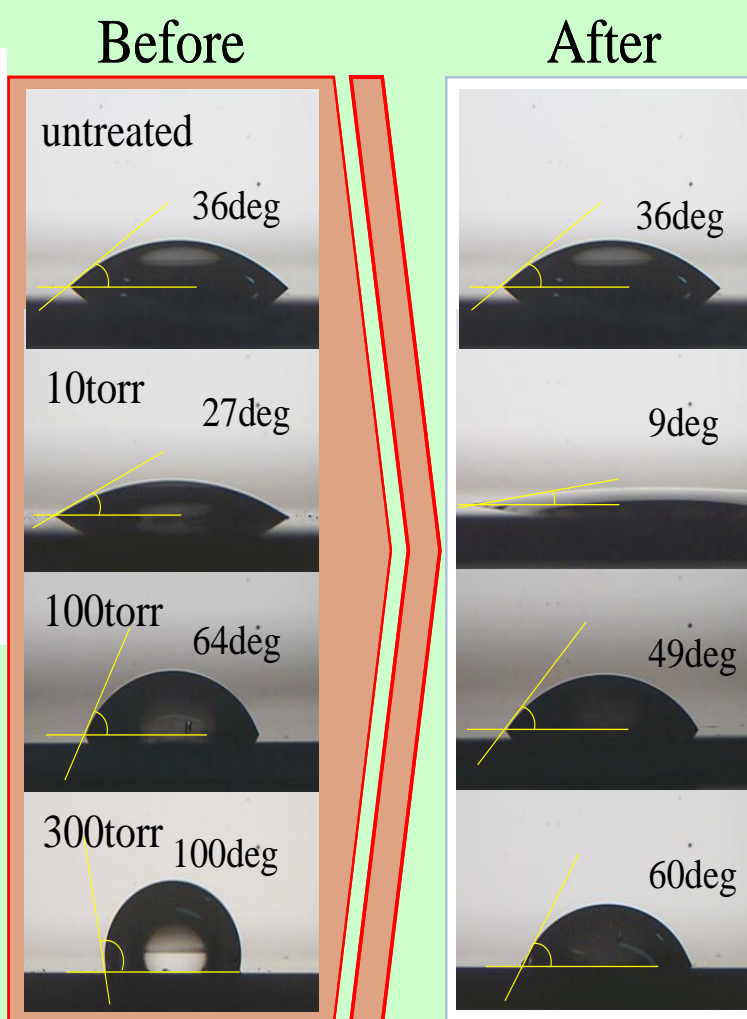 Before
After
untreated
36deg
36deg
10torr
27deg
9deg
100torr
64deg
49deg
300torr
100deg
60deg